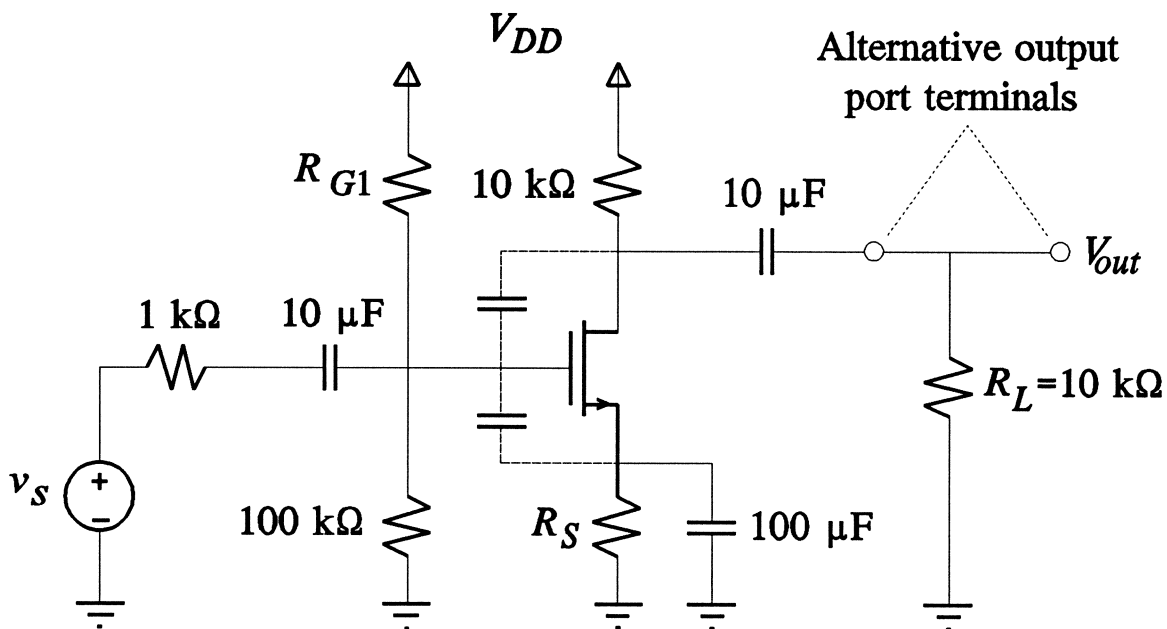 V_DD
Alternative output
port terminals
R_G1
10 kΩ
10 µF
V_out
1 kΩ
10 µF
R_L=10 kΩ
v_s
+
−
100 kΩ
R_S
100 µF